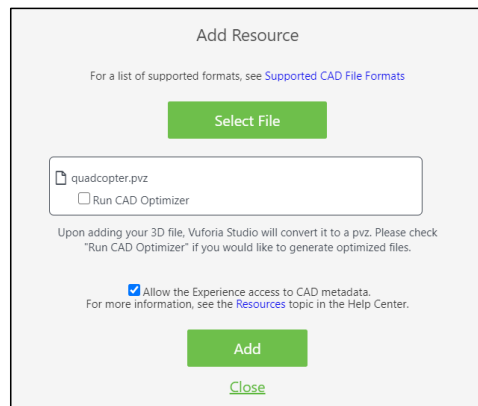 Add Resource
For a list of supported formats, see Supported CAD File Formats
Select File
quadcopter.pvz
Run CAD Optimizer
Upon adding your 3D file, Vuforia Studio will convert it to a pvz. Please check
"Run CAD Optimizer" if you would like to generate optimized files.
Allow the Experience access to CAD metadata.
For more information, see the Resources topic in the Help Center.
Add
Close